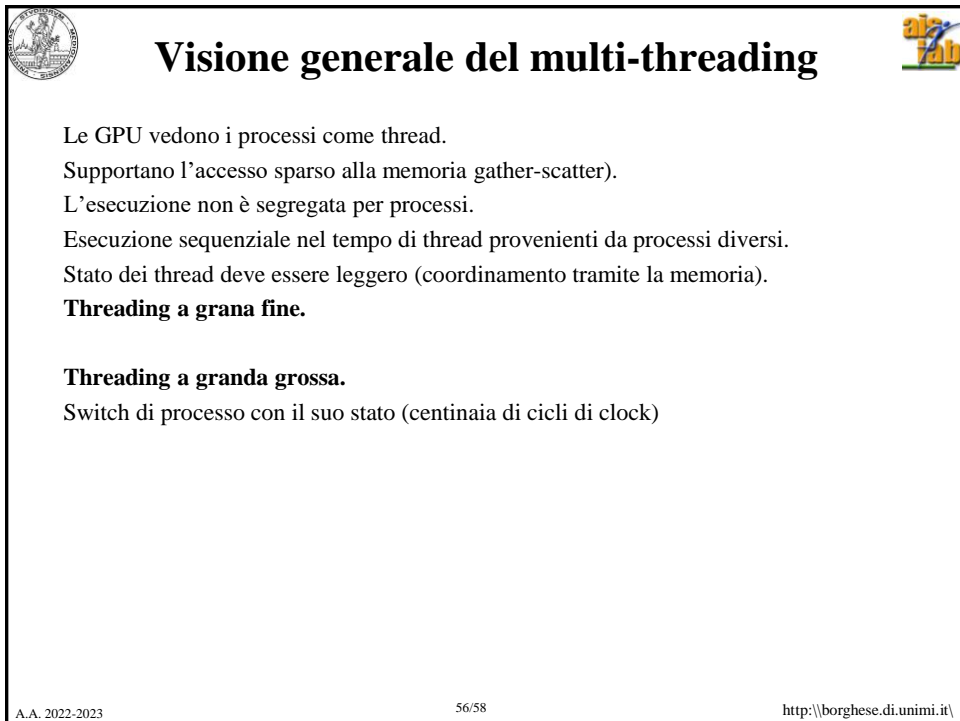 Visione generale del multi-threading
Le GPU vedono i processi come thread.
Supportano l'accesso sparso alla memoria gather-scatter).
L'esecuzione non è segregata per processi.
Esecuzione sequenziale nel tempo di thread provenienti da processi diversi.
Stato dei thread deve essere leggero (coordinamento tramite la memoria).
Threading a grana fine.
Threading a granda grossa.
Switch di processo con il suo stato (centinaia di cicli di clock)
A.A. 2022-2023
56/58
http:\\borghese.di.unimi.it\